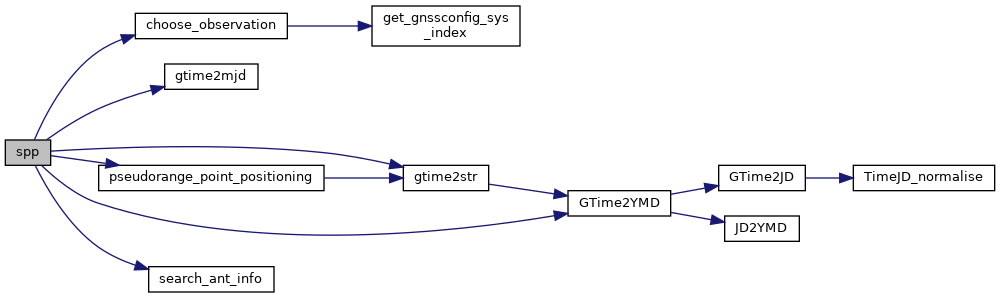 spp
choose_observation
get_gnssconfig_sys
_index
gtime2mjd
pseudorange_point_positioning
gtime2str
GTime2YMD
GTime2JD
TimeJD_normalise
JD2YMD
search_ant_info